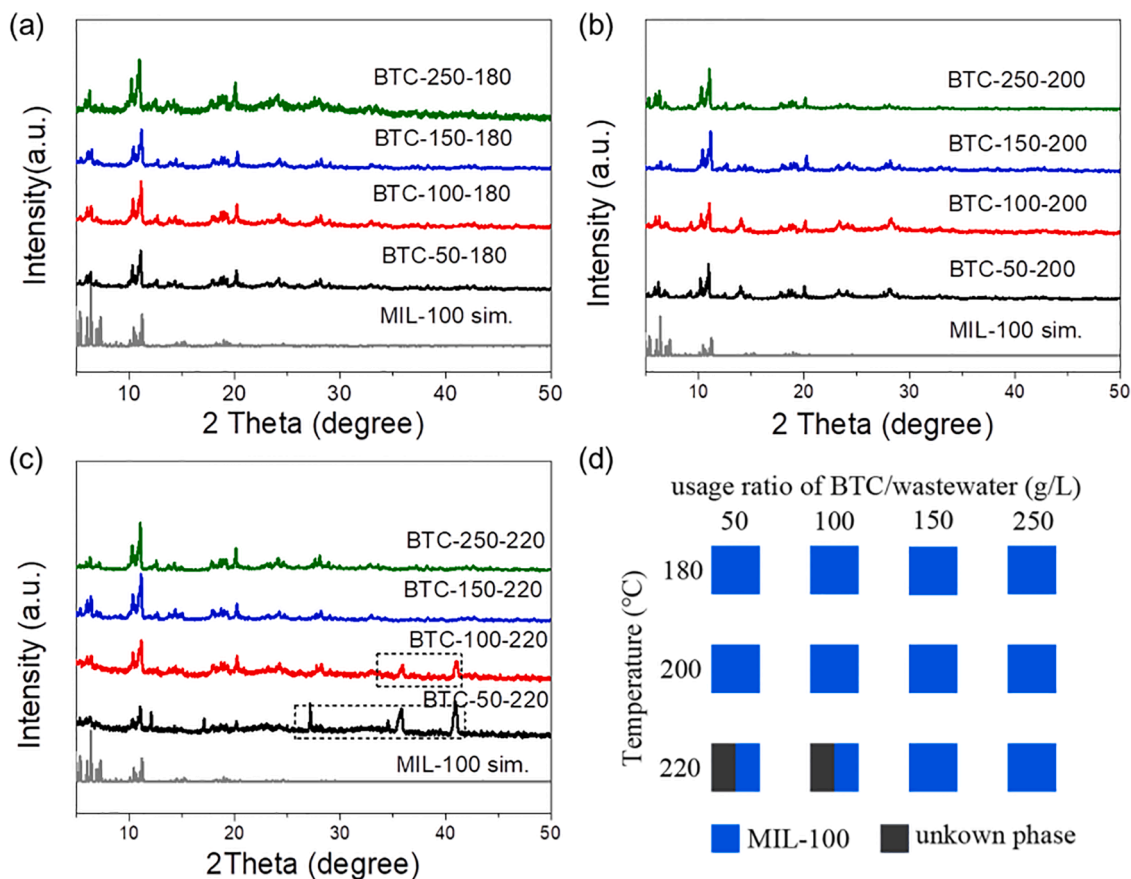 (a)
Intensity(a.u.)
BTC-250-180
BTC-150-180
BTC-100-180
BTC-50-180
MIL-100 sim.
10 20 30 40 50
2 Theta (degree)
(b)
Intensity (a.u.)
BTC-250-200
BTC-150-200
BTC-100-200
BTC-50-200
MIL-100 sim.
10 20 30 40 50
2 Theta (degree)
(c)
Intensity (a.u.)
BTC-250-220
BTC-150-220
BTC-100-220
BTC-50-220
MIL-100 sim.
10 20 30 40 50
2Theta (degree)
(d)
usage ratio of BTC/wastewater (g/L)
50 100 150 250
Temperature (°C)
180
200
220
MIL-100 unkown phase